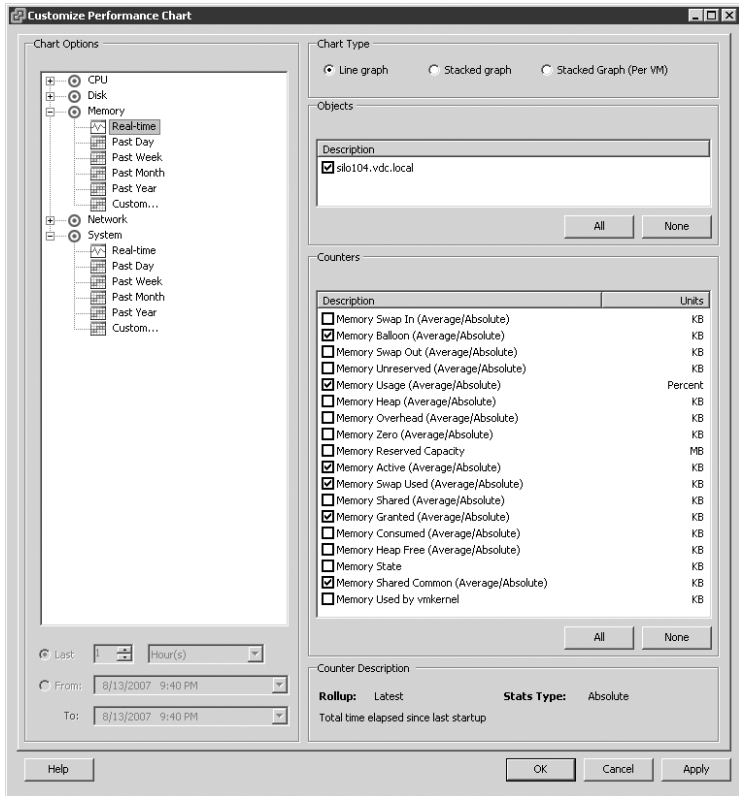 Customize Performance Chart
Chart Options
CPU
Disk
Memory
Real-time
Past Day
Past Week
Past Month
Past Year
Custom...
Network
System
Real-time
Past Day
Past Week
Past Month
Past Year
Custom...
Last 1 Hour(s)
From: 8/13/2007 9:40 PM
To: 8/13/2007 9:40 PM
Chart Type
Line graph Stacked graph Stacked Graph (Per VM)
Objects
Description
silo104.vdc.local
All None
Counters
Description Units
Memory Swap In (Average/Absolute) KB
Memory Balloon (Average/Absolute) KB
Memory Swap Out (Average/Absolute) KB
Memory Unreserved (Average/Absolute) KB
Memory Usage (Average/Absolute) Percent
Memory Heap (Average/Absolute) KB
Memory Overhead (Average/Absolute) KB
Memory Zero (Average/Absolute) KB
Memory Reserved Capacity MB
Memory Active (Average/Absolute) KB
Memory Swap Used (Average/Absolute) KB
Memory Shared (Average/Absolute) KB
Memory Granted (Average/Absolute) KB
Memory Consumed (Average/Absolute) KB
Memory Heap Free (Average/Absolute) KB
Memory State KB
Memory Shared Common (Average/Absolute) KB
Memory Used by vmkernel KB
All None
Counter Description
Rollup: Latest Stats Type: Absolute
Total time elapsed since last startup
Help OK Cancel Apply